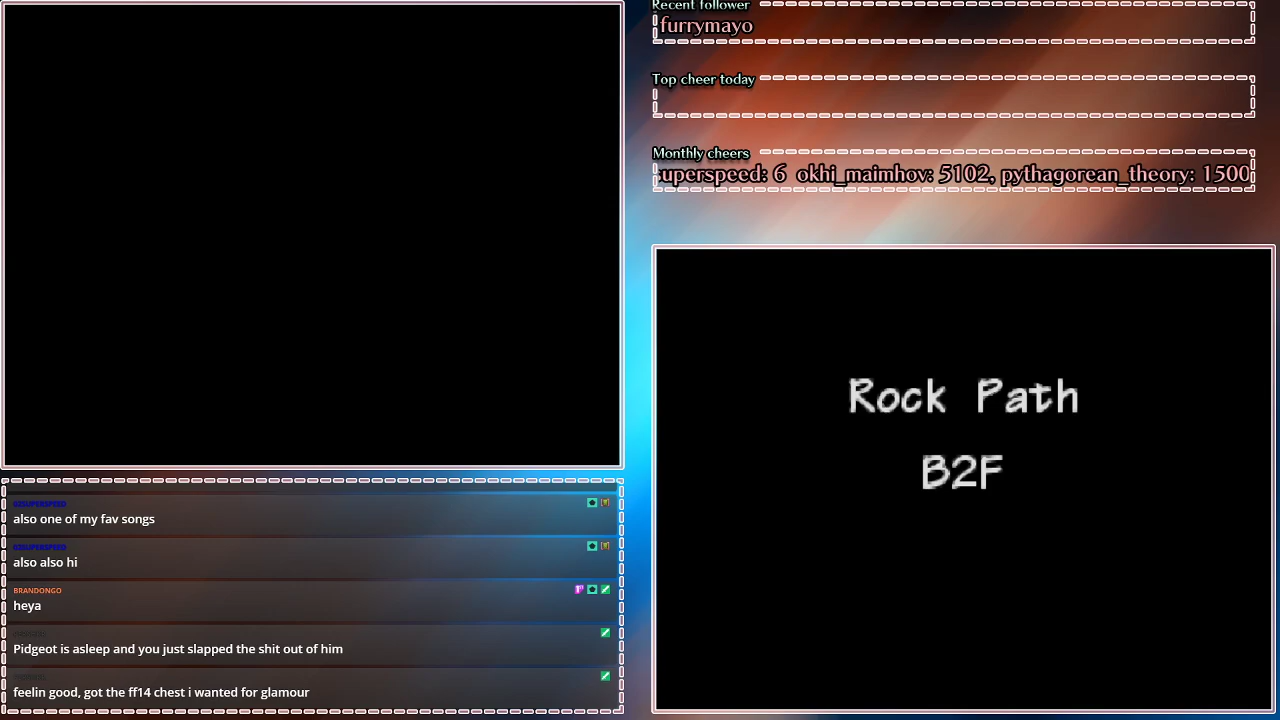 Recent follower
furrymayo
Top cheer today
Monthly cheers
uperspeed: 6 okhi_maimhov: 5102, pythagorean_theory: 1500
Rock Path
B2F
also one of my fav songs
also also hi
BRANDONGO
heya
Pidgeot is asleep and you just slapped the shit out of him
feelin good, got the ff14 chest i wanted for glamour